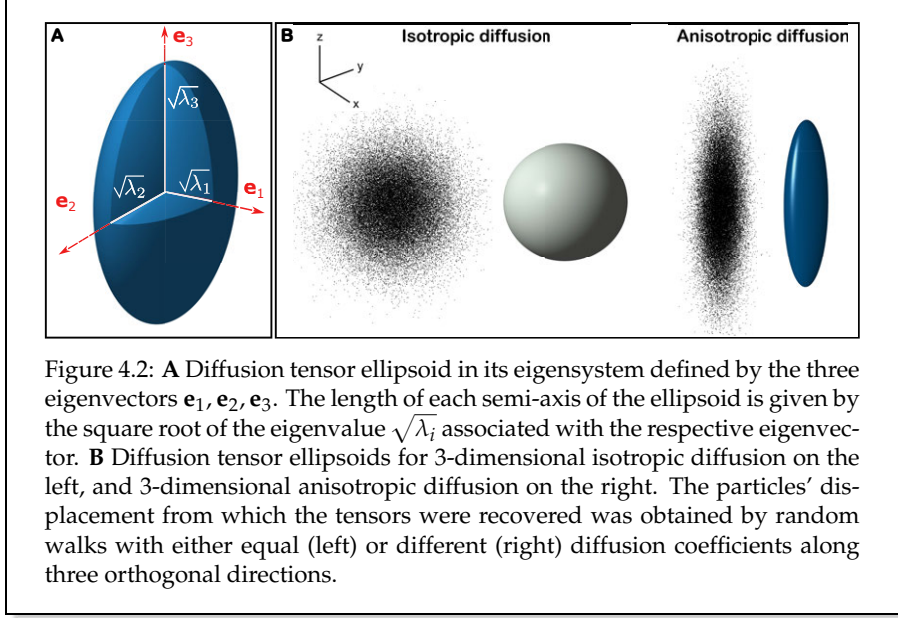 A
e₃
√λ₃
√λ₂
√λ₁
e₁
e₂
B
Isotropic diffusion
Anisotropic diffusion
z
y
x
Figure 4.2: A Diffusion tensor ellipsoid in its eigensystem defined by the three
eigenvectors e₁, e₂, e₃. The length of each semi-axis of the ellipsoid is given by
the square root of the eigenvalue √λᵢ associated with the respective eigenvec-
tor. B Diffusion tensor ellipsoids for 3-dimensional isotropic diffusion on the
left, and 3-dimensional anisotropic diffusion on the right. The particles' dis-
placement from which the tensors were recovered was obtained by random
walks with either equal (left) or different (right) diffusion coefficients along
three orthogonal directions.